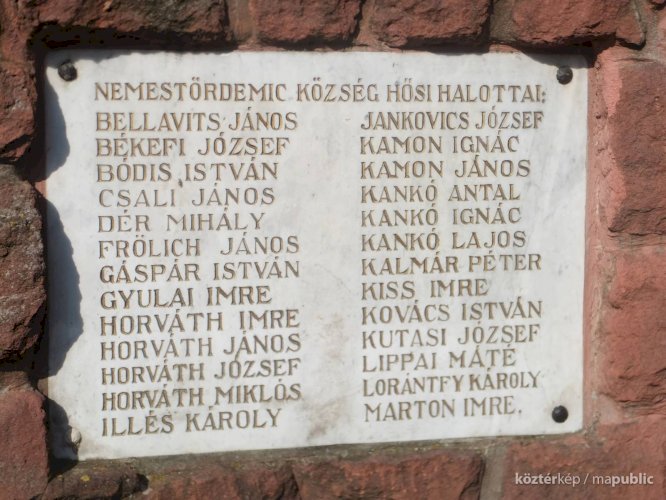 NEMESTÖRDEMIC KÖZSÉG HŐSI HALOTTAI:
BELLAVITS JÁNOS
BÉKEFI JÓZSEF
BÓDIS ISTVÁN
CSALI JÁNOS
DÉR MIHÁLY
FRÖLICH JÁNOS
GÁSPÁR ISTVÁN
GYULAI IMRE
HORVÁTH IMRE
HORVÁTH JÁNOS
HORVÁTH JÓZSEF
HORVÁTH MIKLÓS
ILLÉS KÁROLY
JANKOVICS JÓZSEF
KAMON IGNÁC
KAMON JÁNOS
KANKÓ ANTAL
KANKÓ IGNÁC
KANKÓ LAJOS
KALMÁR PÉTER
KISS IMRE
KOVÁCS ISTVÁN
KUTASI JÓZSEF
LIPPAI MÁTÉ
LORÁNTFY KÁROLY
MARTON IMRE.
köztérkép / mapublic